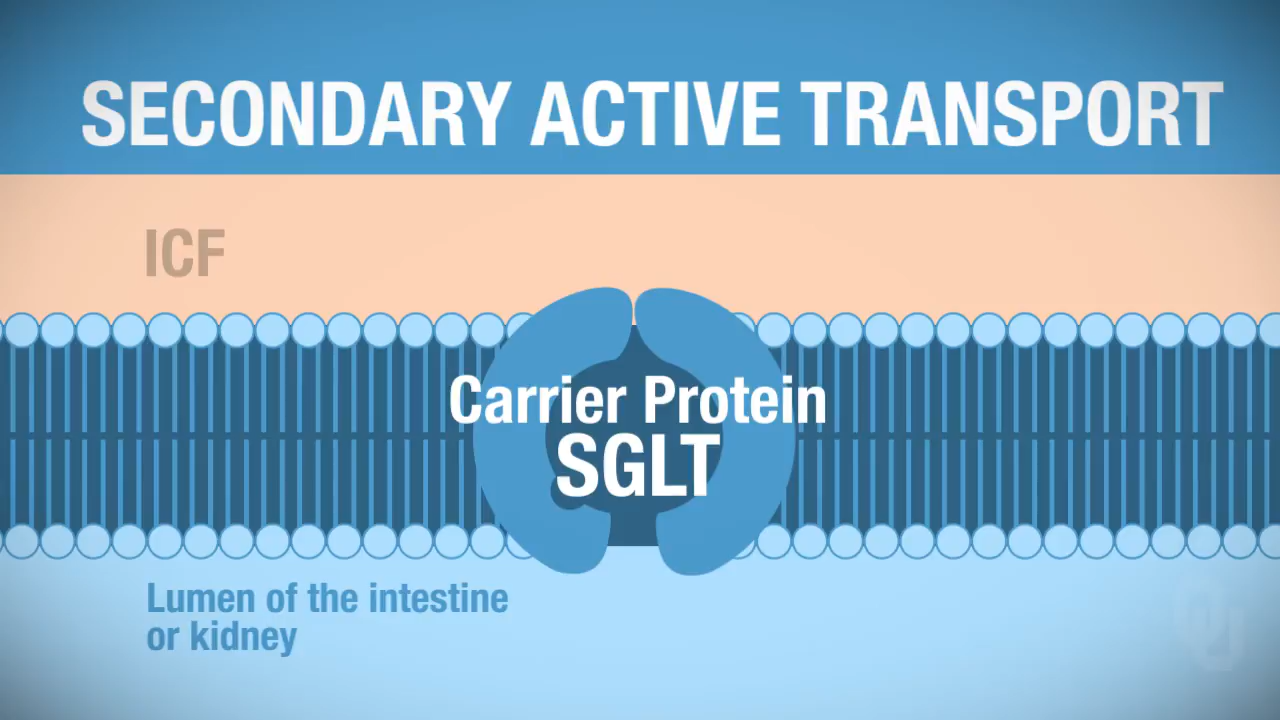 SECONDARY ACTIVE TRANSPORT
ICF
Carrier Protein
SGLT
Lumen of the intestine
or kidney